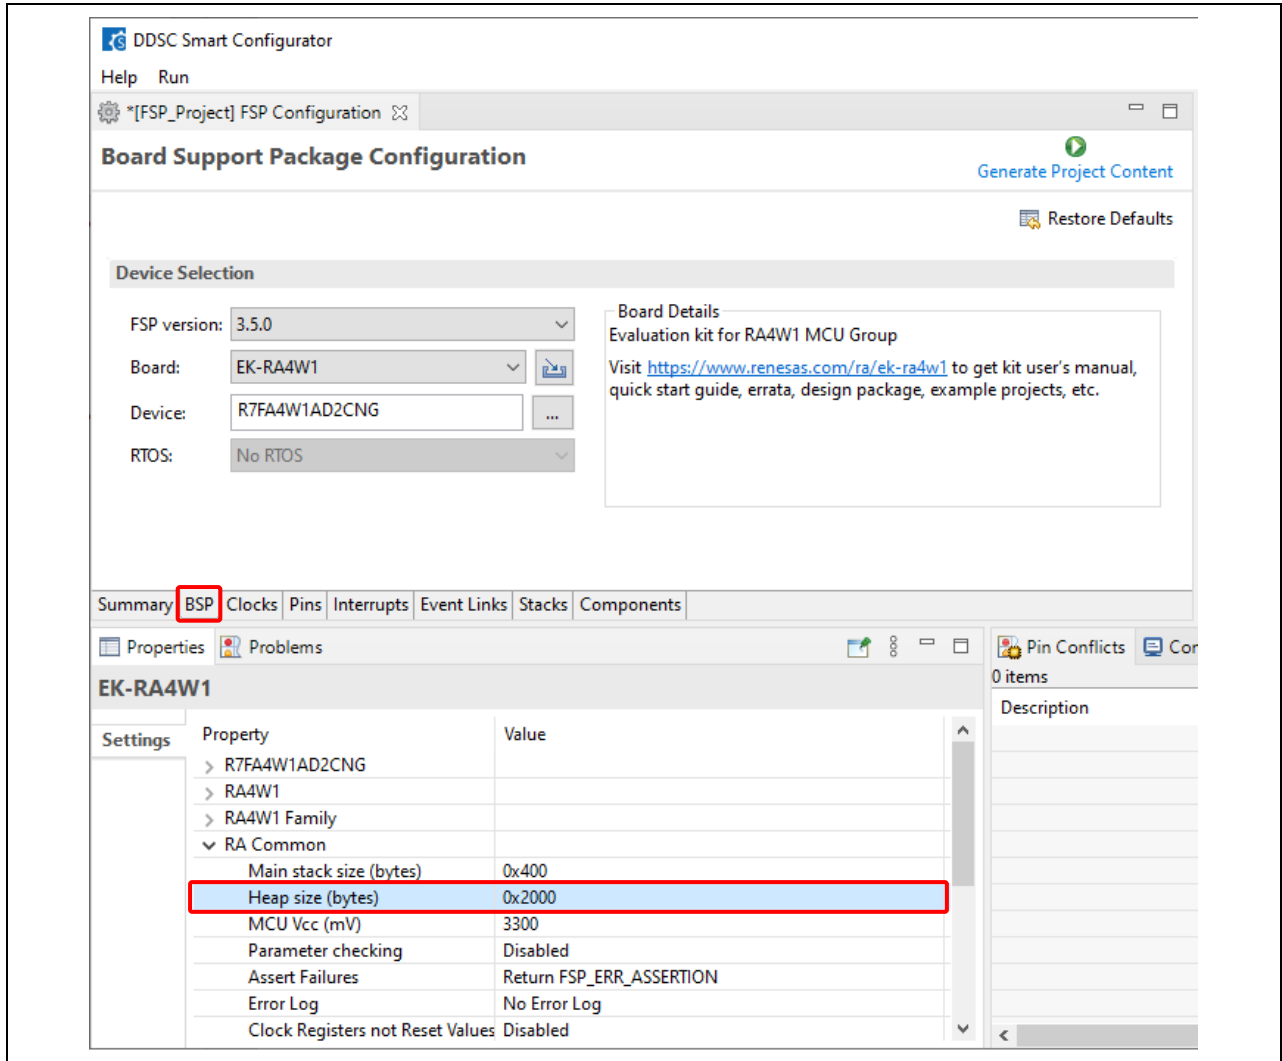 DDSC Smart Configurator
Help Run
*[FSP_Project] FSP Configuration
Board Support Package Configuration
Generate Project Content
Restore Defaults
Device Selection
FSP version: 3.5.0
Board: EK-RA4W1
Device: R7FA4W1AD2CNG ...
RTOS: No RTOS
Board Details
Evaluation kit for RA4W1 MCU Group
Visit https://www.renesas.com/ra/ek-ra4w1 to get kit user's manual,
quick start guide, errata, design package, example projects, etc.
Summary BSP Clocks Pins Interrupts Event Links Stacks Components
Properties Problems
EK-RA4W1
Settings
Property Value
R7FA4W1AD2CNG
RA4W1
RA4W1 Family
RA Common
Main stack size (bytes) 0x400
Heap size (bytes) 0x2000
MCU Vcc (mV) 3300
Parameter checking Disabled
Assert Failures Return FSP_ERR_ASSERTION
Error Log No Error Log
Clock Registers not Reset Values Disabled
Pin Conflicts Cor
0 items
Description